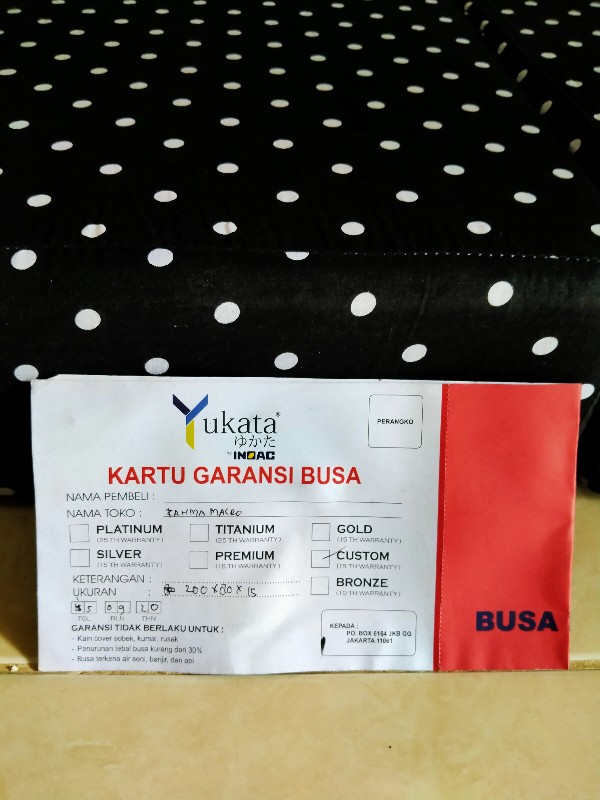 Yukata®
ゆかた
by INOAC
PERANGKO
KARTU GARANSI BUSA
NAMA PEMBELI :
NAMA TOKO :
PLATINUM
(25 TH WARRANTY)
TITANIUM
(25 TH WARRANTY)
GOLD
(15 TH WARRANTY)
SILVER
(15 TH WARRANTY)
PREMIUM
(18 TH WARRANTY)
CUSTOM
(15 TH WARRANTY)
KETERANGAN :
BRONZE
(10 TH WARRANTY)
UKURAN : 200 X 80 X 15
09 20
TGL BLN THN
GARANSI TIDAK BERLAKU UNTUK :
- Kain cover sobek, kumal, rusak
- Penurunan tebal busa kurang dari 30%
- Busa terkena air seni, banjir, dan api
KEPADA :
PO. BOX 6164 JKB GG
JAKARTA 11061
BUSA